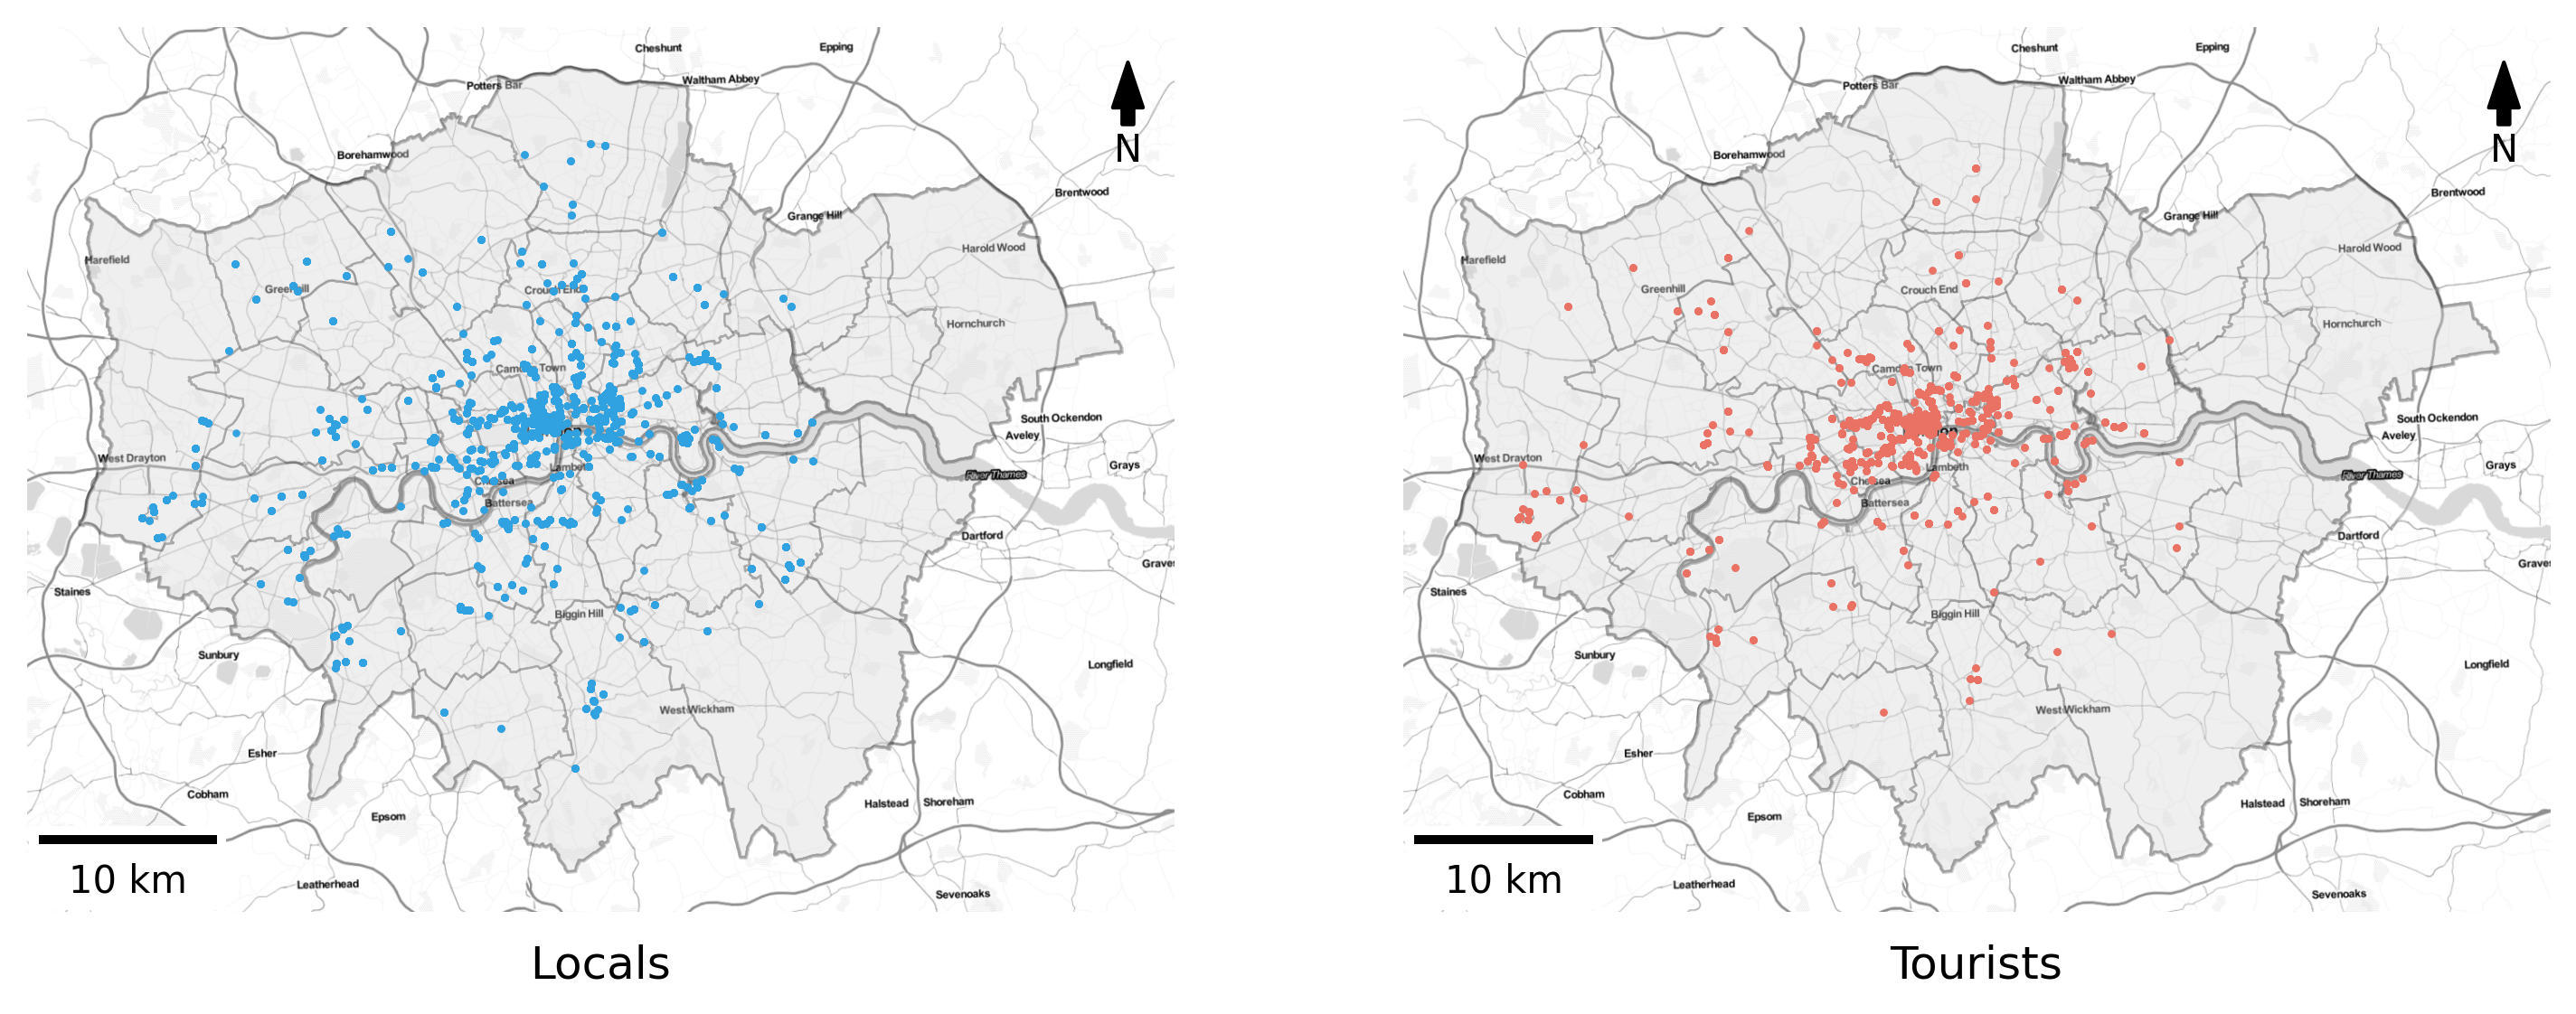 Cheshunt
Epping
Waltham Abbey
Potters Bar
N
Borehamwood
Brentwood
Grange Hill
Harold Wood
Harefield
Greenhill
Crouch End
Hornchurch
Camden Town
South Ockendon
Aveley
West Drayton
Grays
Lambeth
River Thames
Chelsea
Battersea
Dartford
Graves
Staines
Biggin Hill
Sunbury
Longfield
West Wickham
Esher
Cobham
Halstead
Shoreham
Epsom
10 km
Leatherhead
Sevenoaks
Locals
Cheshunt
Epping
Waltham Abbey
Potters Bar
N
Borehamwood
Brentwood
Grange Hill
Harold Wood
Harefield
Greenhill
Crouch End
Hornchurch
Camden Town
South Ockendon
Aveley
West Drayton
Grays
Lambeth
River Thames
Chelsea
Battersea
Dartford
Graves
Staines
Biggin Hill
Sunbury
Longfield
West Wickham
Esher
Cobham
Halstead
Shoreham
Epsom
10 km
Leatherhead
Sevenoaks
Tourists